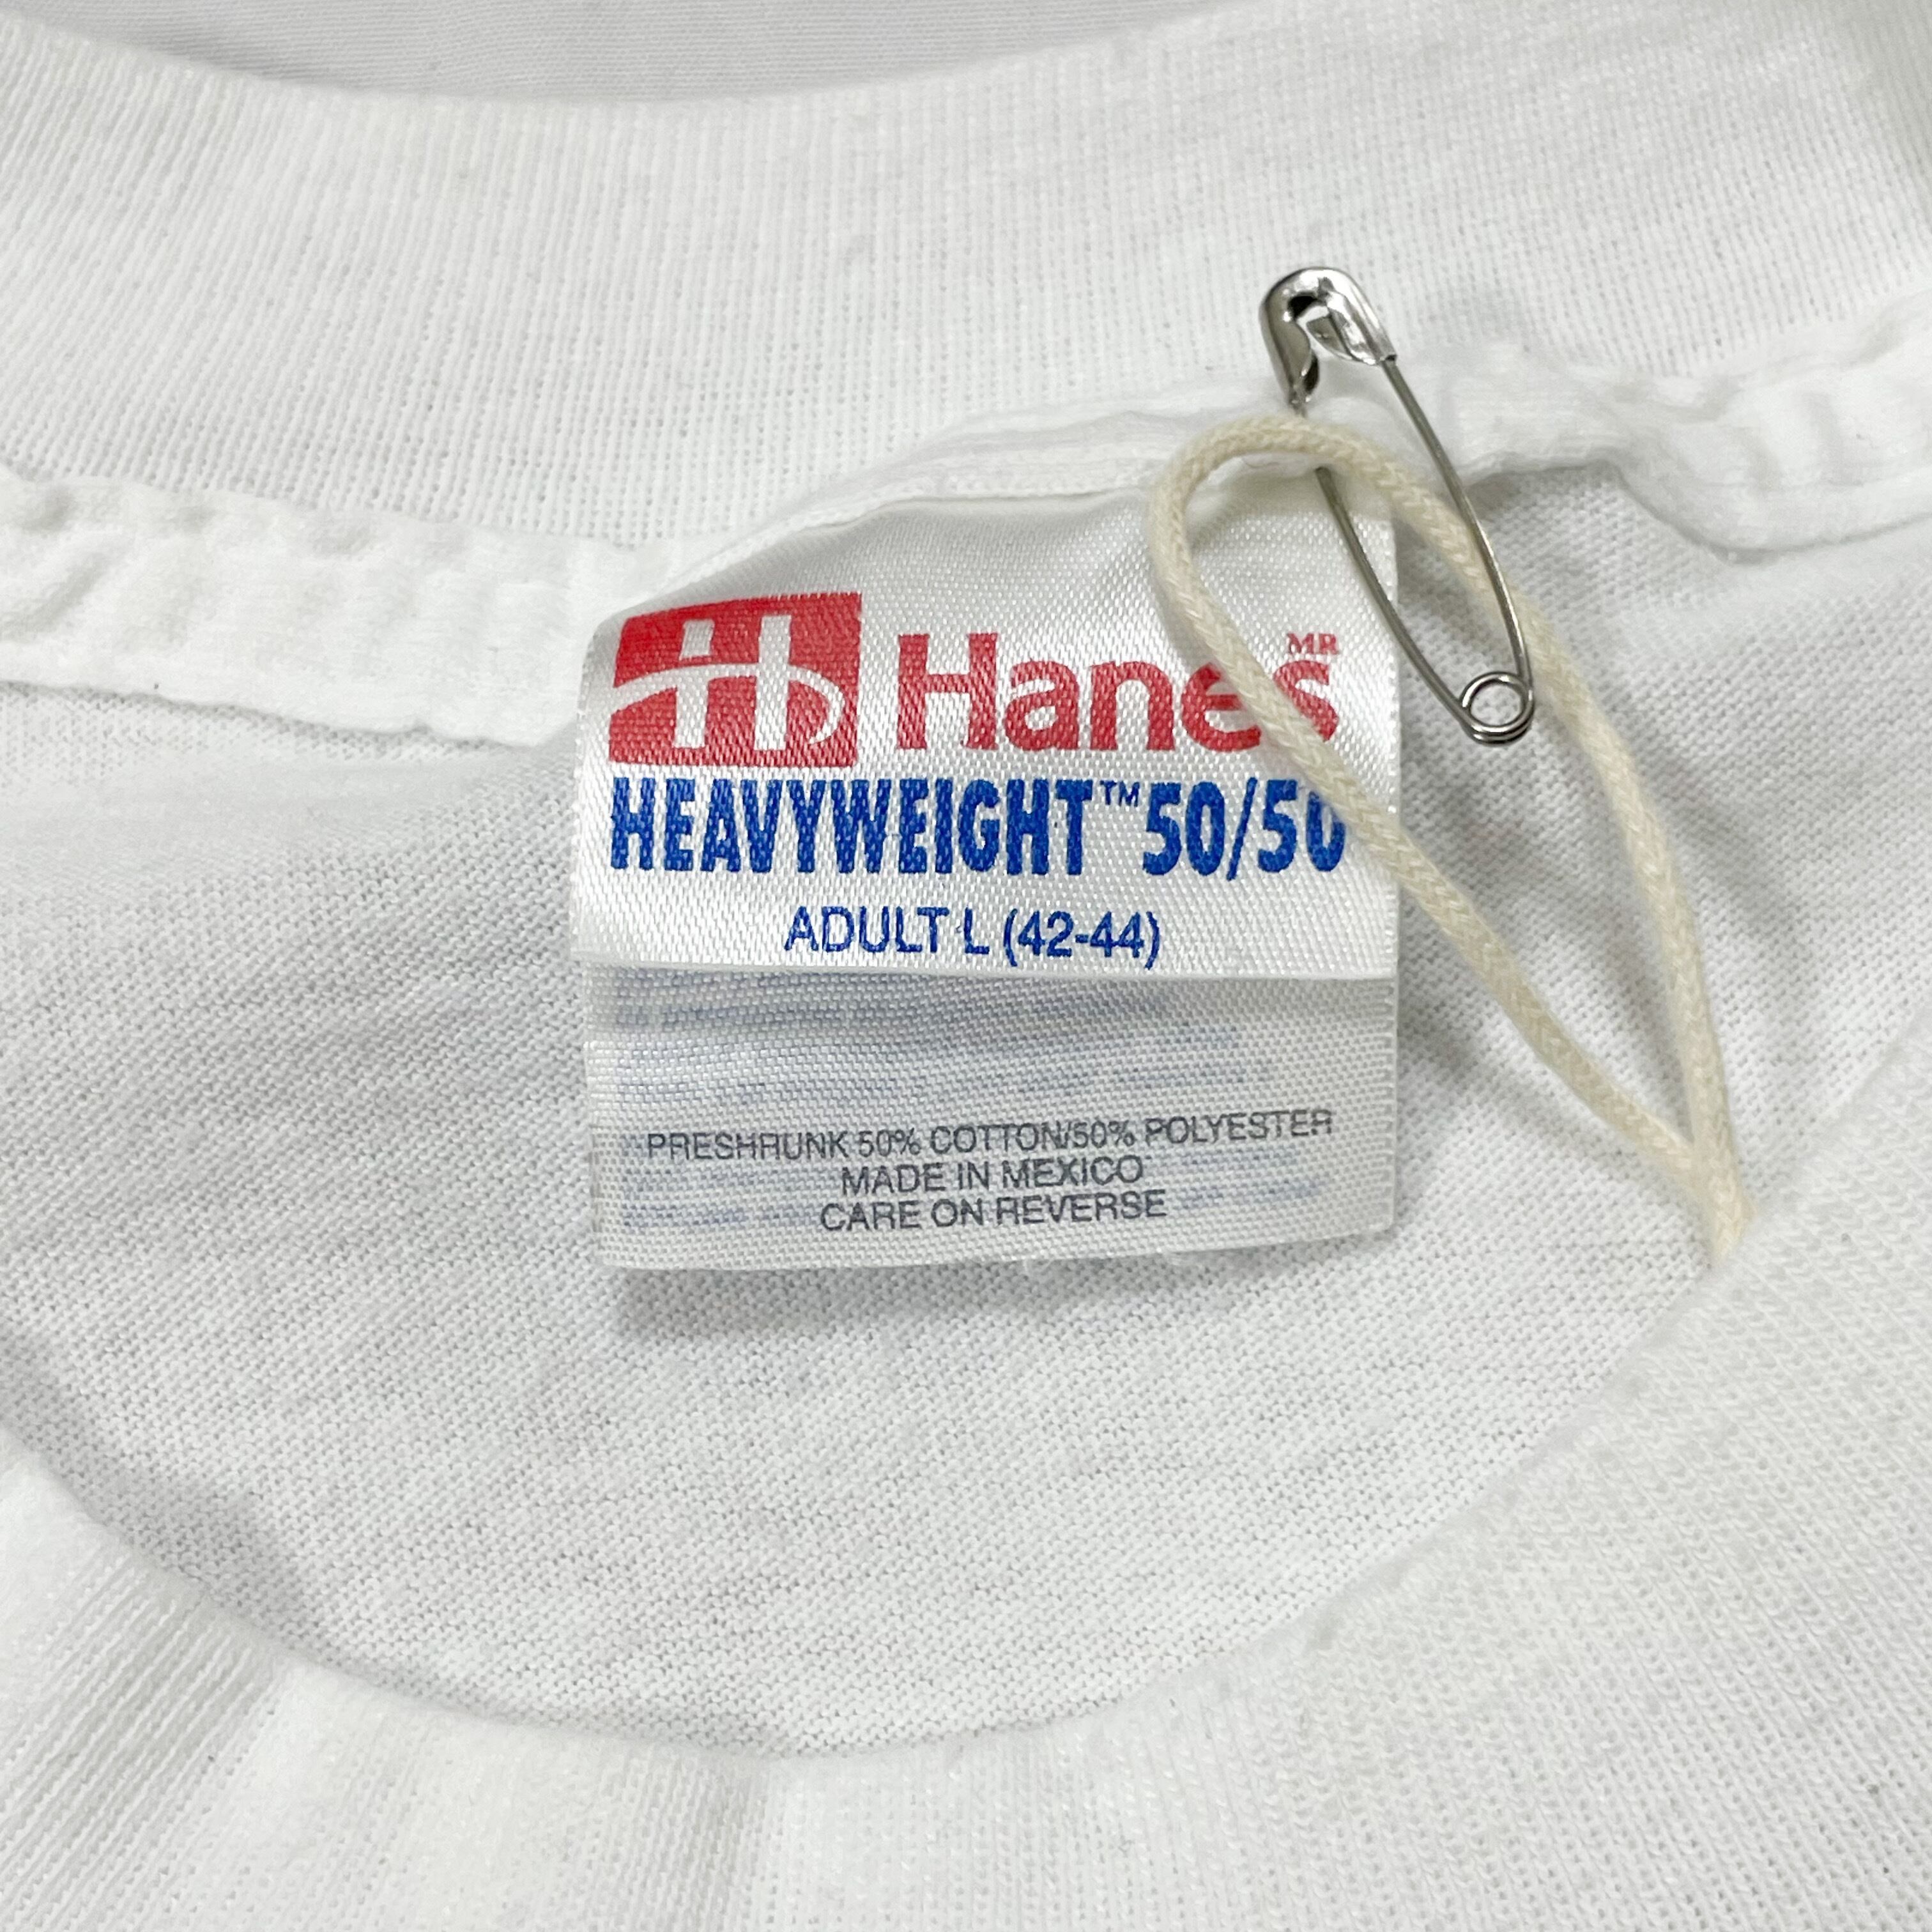 H Hanes MR
HEAVYWEIGHT™ 50/50
ADULT L (42-44)
PRESHRUNK 50% COTTON/50% POLYESTER
MADE IN MEXICO
CARE ON REVERSE